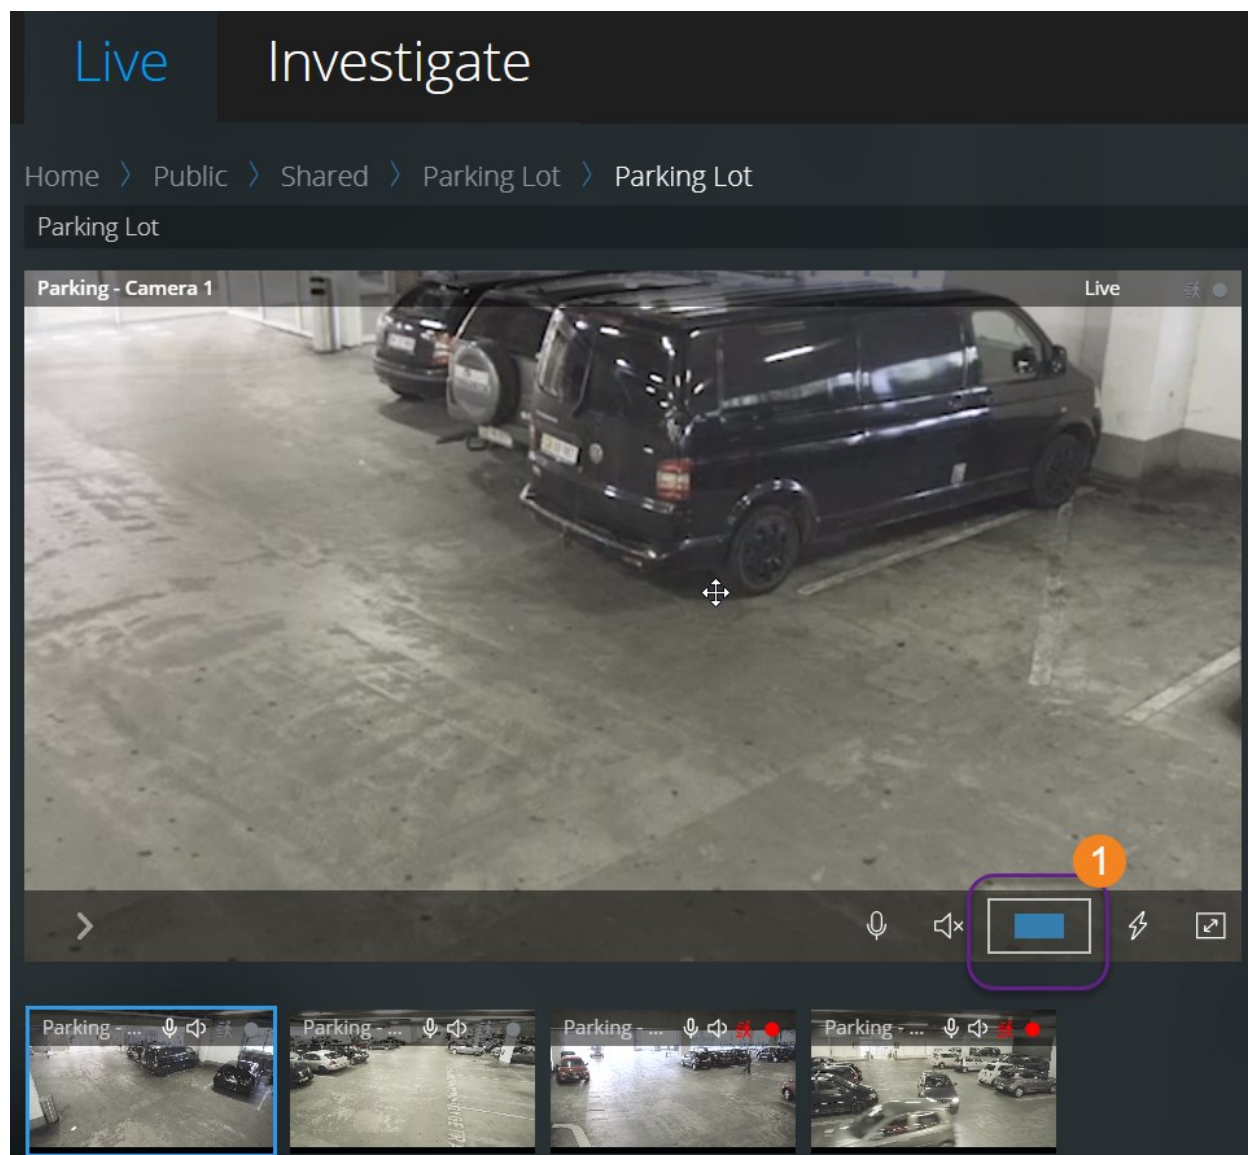 Live Investigate
Home 〉 Public 〉 Shared 〉 Parking Lot 〉 Parking Lot
Parking Lot
Parking - Camera 1 Live
1
Parking - ... Parking - ... Parking - ... Parking - ...